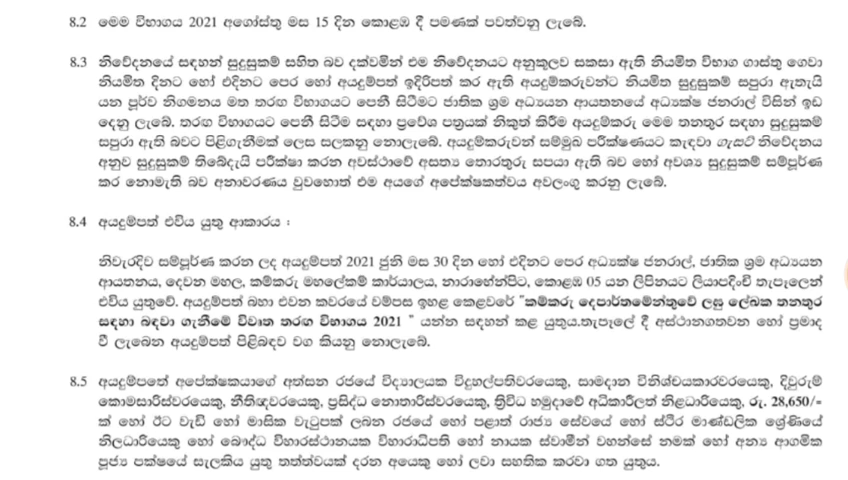 8.2 මෙම විභාගය 2021 අගෝස්තු මස 15 දින කොළඹ දී පමණක් පවත්වනු ලැබේ.
8.3 නිවේදනයේ සඳහන් සුදුසුකම් සහිත බව දක්වමින් එම නිවේදනයට අනුකූලව සකසා ඇති නියමිත විභාග ගාස්තු ගෙවා
නියමිත දිනට හෝ එදිනට පෙර හෝ අයදුම්පත් ඉදිරිපත් කර ඇති අයදුම්කරුවන්ට නියමිත සුදුසුකම් සපුරා ඇතැයි
යන පූර්ව නිගමනය මත තරඟ විභාගයට පෙනී සිටීමට ජාතික ශ්‍රම අධ්‍යයන ආයතනයේ අධ්‍යක්ෂ ජනරාල් විසින් ඉඩ
දෙනු ලැබේ. තරඟ විභාගයට පෙනී සිටීම සඳහා ප්‍රවේශ පත්‍රයක් නිකුත් කිරීම අයදුම්කරු මෙම තනතුර සඳහා සුදුසුකම්
සපුරා ඇති බවට පිළිගැනීමක් ලෙස සලකනු නොලැබේ. අයදුම්කරුවන් සම්මුඛ පරීක්ෂණයට කැඳවා ගැසට් නිවේදනය
අනුව සුදුසුකම් තිබේදැයි පරීක්ෂා කරන අවස්ථාවේ අසත්‍ය තොරතුරු සපයා ඇති බව හෝ අවශ්‍ය සුදුසුකම් සම්පූර්ණ
කර නොමැති බව අනාවරණය වුවහොත් එම අයගේ අපේක්ෂකත්වය අවලංගු කරනු ලැබේ.
8.4 අයදුම්පත් එවිය යුතු ආකාරය :
නිවැරදිව සම්පූර්ණ කරන ලද අයදුම්පත් 2021 ජුනි මස 30 දින හෝ එදිනට පෙර අධ්‍යක්ෂ ජනරාල්, ජාතික ශ්‍රම අධ්‍යයන
ආයතනය, දෙවන මහල, කම්කරු මහලේකම් කාර්යාලය, නාරාහේන්පිට, කොළඹ 05 යන ලිපිනයට ලියාපදිංචි තැපෑලෙන්
එවිය යුතුවේ. අයදුම්පත් බහා එවන කවරයේ වම්පස ඉහළ කෙළවරේ "කම්කරු දෙපාර්තමේන්තුවේ ලඝු ලේඛක තනතුර
සඳහා බඳවා ගැනීමේ විවෘත තරඟ විභාගය 2021 " යන්න සඳහන් කළ යුතුය.තැපෑලේ දී අස්ථානගතවන හෝ ප්‍රමාද
වී ලැබෙන අයදුම්පත් පිළිබඳව වග කියනු නොලැබේ.
8.5 අයදුම්පතේ අපේක්ෂකයාගේ අත්සන රජයේ විද්‍යාලයක විදුහල්පතිවරයෙකු, සාමදාන විනිශ්චයකාරවරයෙකු, දිවුරුම්
කොමසාරිස්වරයෙකු, නීතිඥවරයෙකු, ප්‍රසිද්ධ නොතාරිස්වරයෙකු, ත්‍රිවිධ හමුදාවේ අධිකාරීලත් නිළධාරියෙකු, රු. 28,650/=
ක් හෝ ඊට වැඩි හෝ මාසික වැටුපක් ලබන රජයේ හෝ පළාත් රාජ්‍ය සේවයේ හෝ ස්ථිර මාණ්ඩලික ශ්‍රේණියේ
නිලධාරියෙකු හෝ බෞද්ධ විහාරස්ථානයක විහාරාධිපති හෝ නායක ස්වාමීන් වහන්සේ නමක් හෝ අන්‍ය ආගමික
පූජ්‍ය පක්ෂයේ සැලකිය යුතු තත්ත්වයක් දරන අයෙකු හෝ ලවා සහතික කරවා ගත යුතුය.